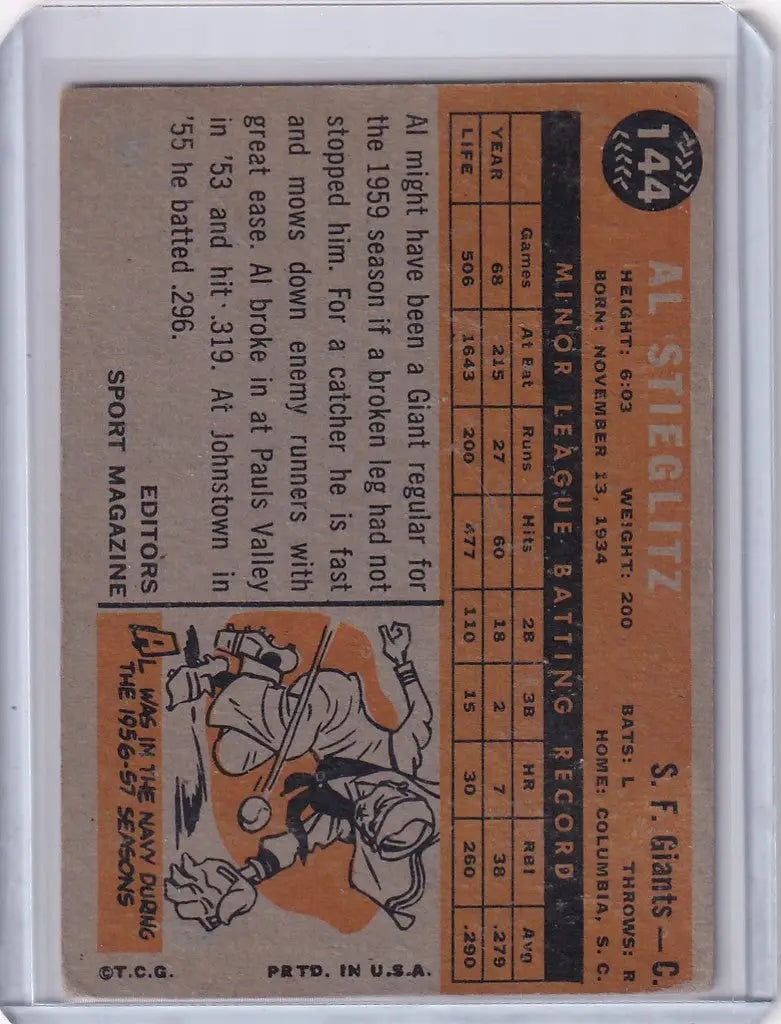 144
AL STIEGLITZ
S. F. Giants — C.
HEIGHT: 6:03 WEIGHT: 200 BATS: L THROWS: R
BORN: NOVEMBER 13, 1934 HOME: COLUMBIA, S. C.
MINOR LEAGUE BATTING RECORD
Games At Bat Runs Hits 2B 3B HR RBI Avg
YEAR 68 215 27 60 18 2 7 38 .279
LIFE 506 1643 200 477 110 15 30 260 .290
Al might have been a Giant regular for
the 1959 season if a broken leg had not
stopped him. For a catcher he is fast
and mows down enemy runners with
great ease. Al broke in at Pauls Valley
in '53 and hit .319. At Johnstown in
'55 he batted .296.
EDITORS
SPORT MAGAZINE
AL WAS IN THE NAVY DURING
THE 1956-57 SEASONS
©T.C.G. PRTD. IN U.S.A.